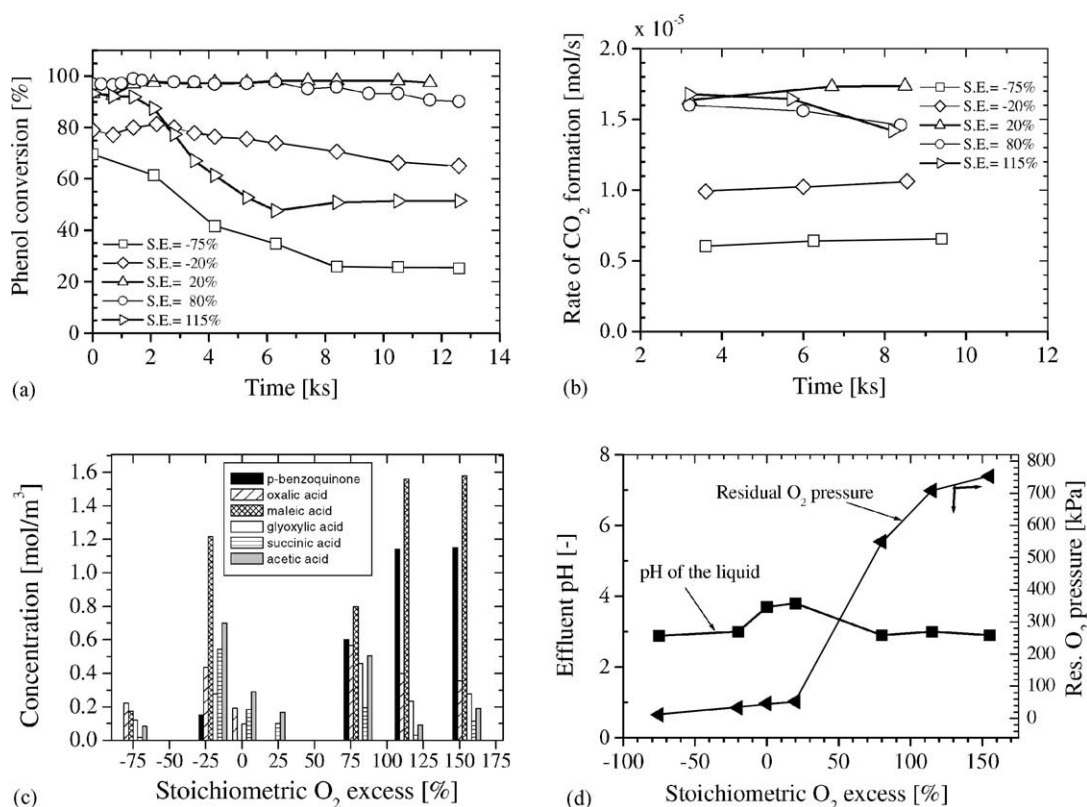 Phenol conversion [%]
100
80
60
40
20
0
S.E.= -75%
S.E.= -20%
S.E.= 20%
S.E.= 80%
S.E.= 115%
0 2 4 6 8 10 12 14
Time [ks]
(a)
x 10-5
Rate of CO2 formation [mol/s]
2.0
1.5
1.0
0.5
0.0
S.E.= -75%
S.E.= -20%
S.E.= 20%
S.E.= 80%
S.E.= 115%
2 4 6 8 10 12
Time [ks]
(b)
Concentration [mol/m3]
1.6
1.4
1.2
1.0
0.8
0.6
0.4
0.2
0.0
p-benzoquinone
oxalic acid
maleic acid
glyoxylic acid
succinic acid
acetic acid
-75 -50 -25 0 25 50 75 100 125 150 175
Stoichiometric O2 excess [%]
(c)
Effluent pH [-]
8
6
4
2
0
Residual O2 pressure
pH of the liquid
800
700
600
500
400
300
200
100
0
Res. O2 pressure [kPa]
-100 -50 0 50 100 150
Stoichiometric O2 excess [%]
(d)